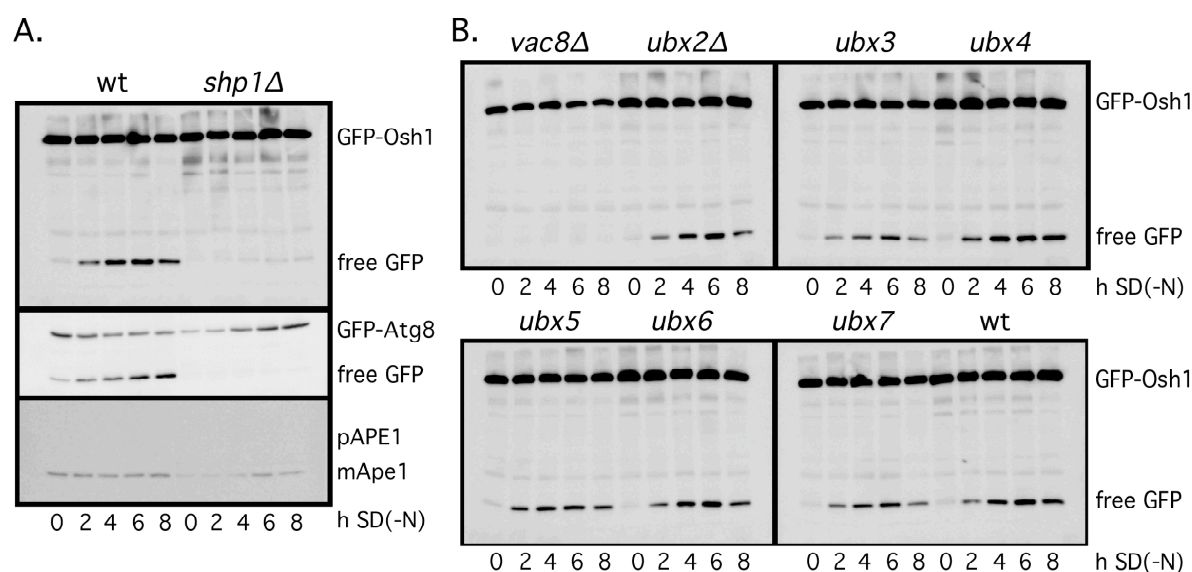 A.
wt shp1Δ
GFP-Osh1
free GFP
GFP-Atg8
free GFP
pAPE1
mApe1
0 2 4 6 8 0 2 4 6 8 h SD(-N)
B.
vac8Δ ubx2Δ ubx3 ubx4
GFP-Osh1
free GFP
0 2 4 6 8 0 2 4 6 8 0 2 4 6 8 0 2 4 6 8 h SD(-N)
ubx5 ubx6 ubx7 wt
GFP-Osh1
free GFP
0 2 4 6 8 0 2 4 6 8 0 2 4 6 8 0 2 4 6 8 h SD(-N)